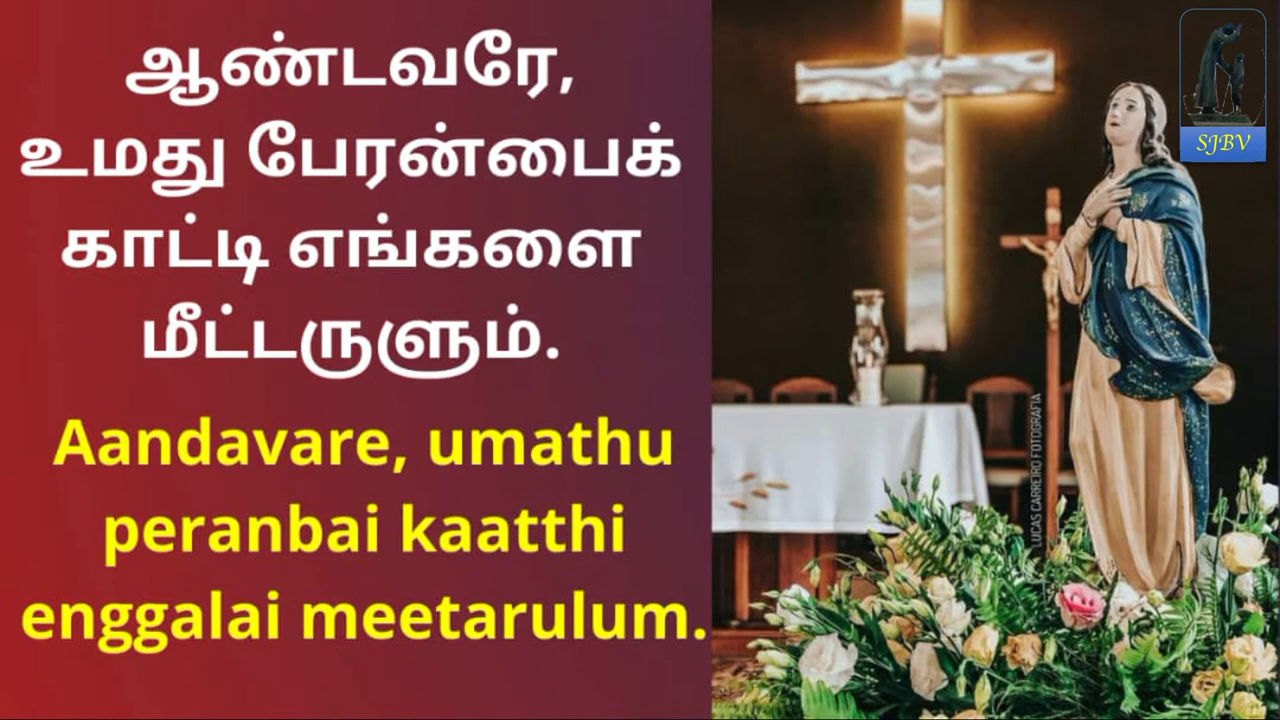 ஆண்டவரே,
உமது பேரன்பைக்
காட்டி எங்களை
மீட்டருளும்.
Aandavare, umathu
peranbai kaatthi
enggalai meetarulum.
SJBV
LUCAS CARREIRO FOTOGRAFIA